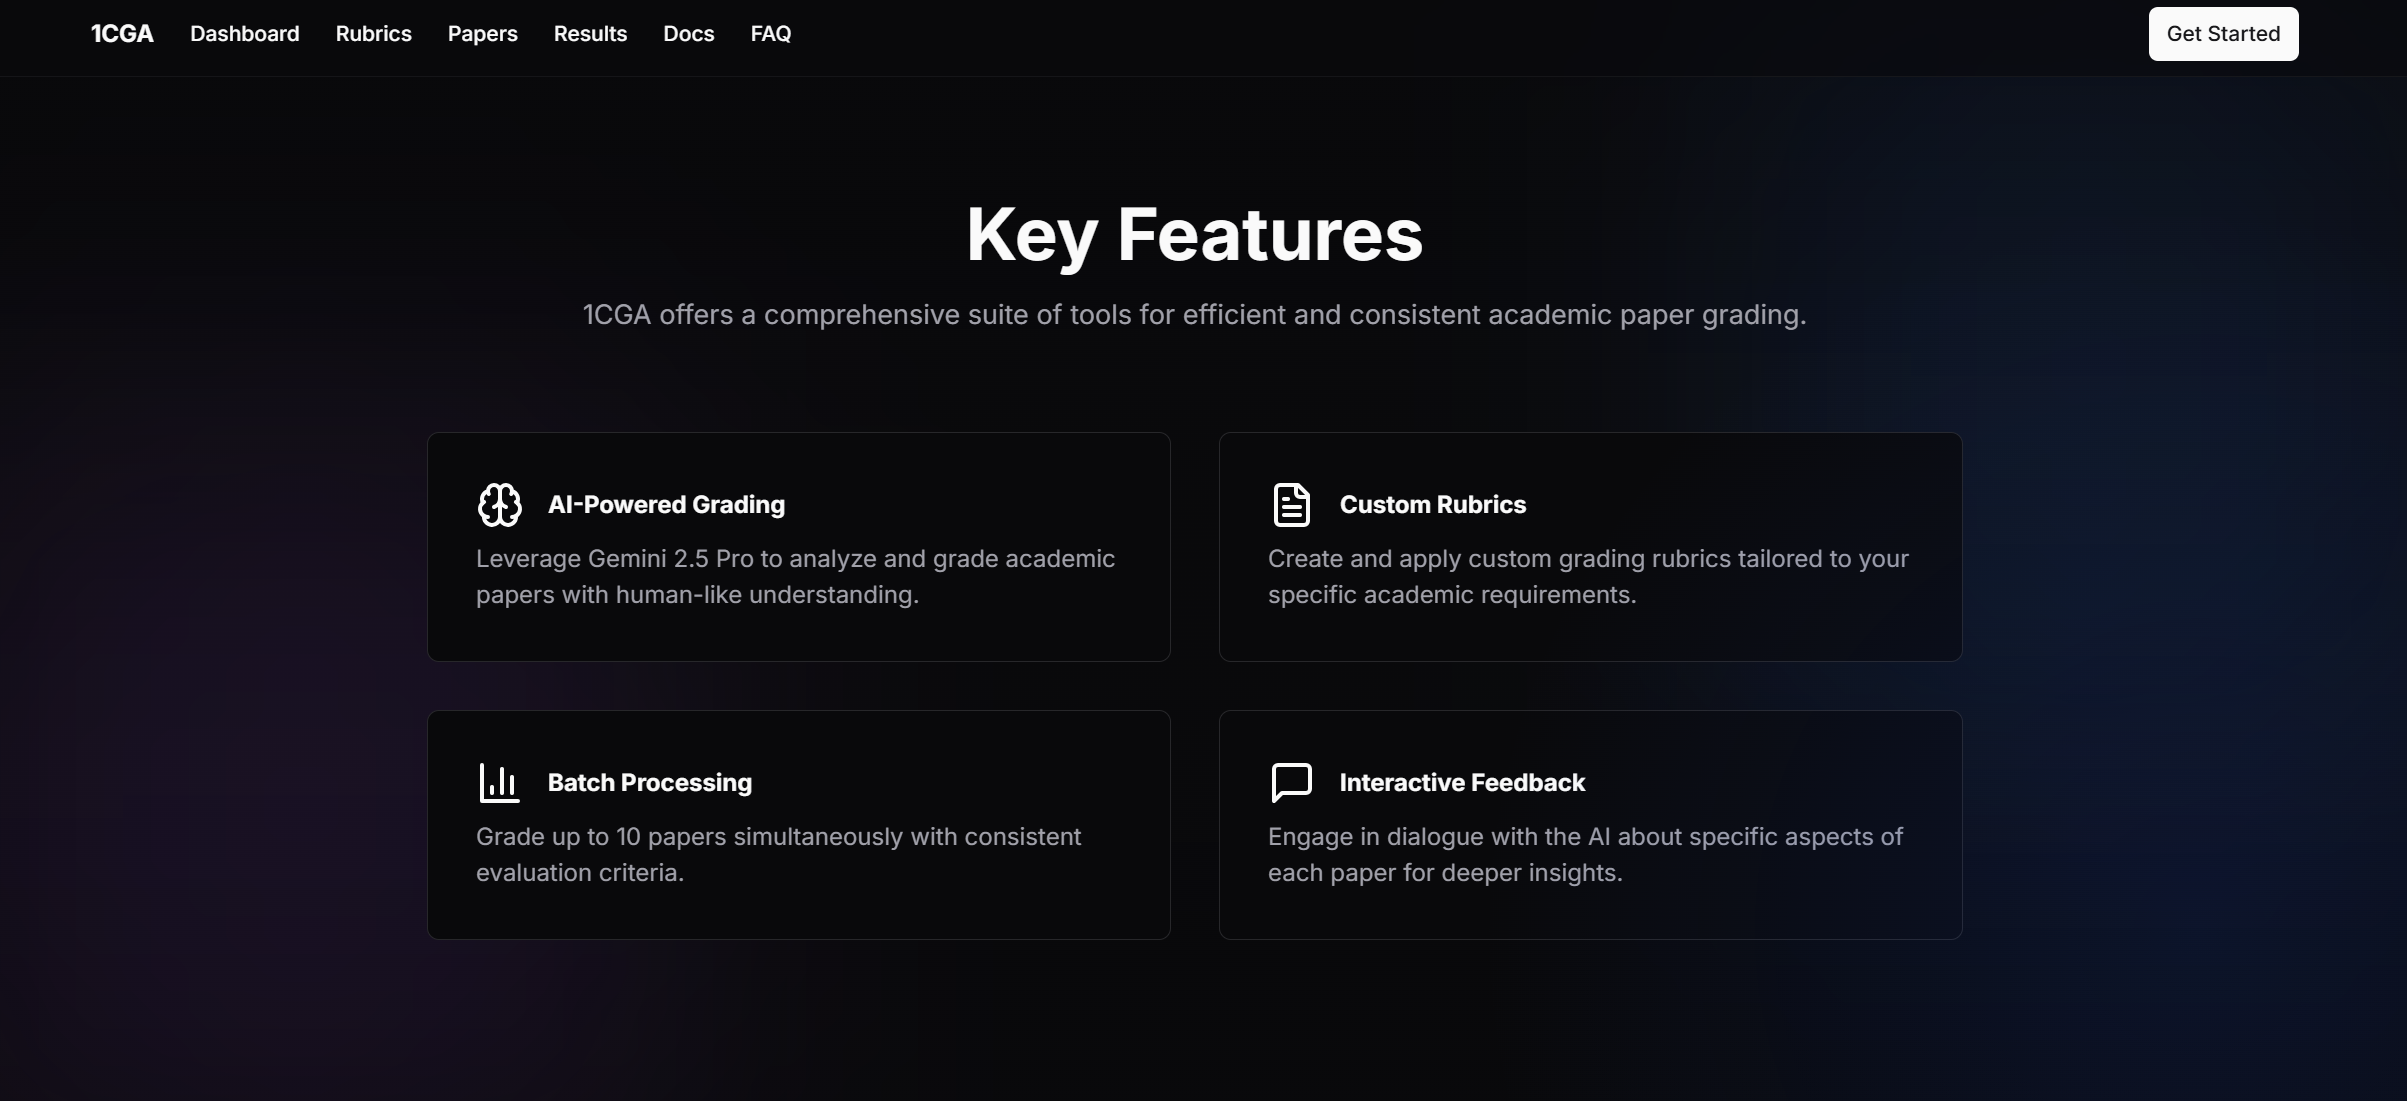 1CGA Dashboard Rubrics Papers Results Docs FAQ Get Started
Key Features
1CGA offers a comprehensive suite of tools for efficient and consistent academic paper grading.
AI-Powered Grading
Leverage Gemini 2.5 Pro to analyze and grade academic
papers with human-like understanding.
Custom Rubrics
Create and apply custom grading rubrics tailored to your
specific academic requirements.
Batch Processing
Grade up to 10 papers simultaneously with consistent
evaluation criteria.
Interactive Feedback
Engage in dialogue with the AI about specific aspects of
each paper for deeper insights.